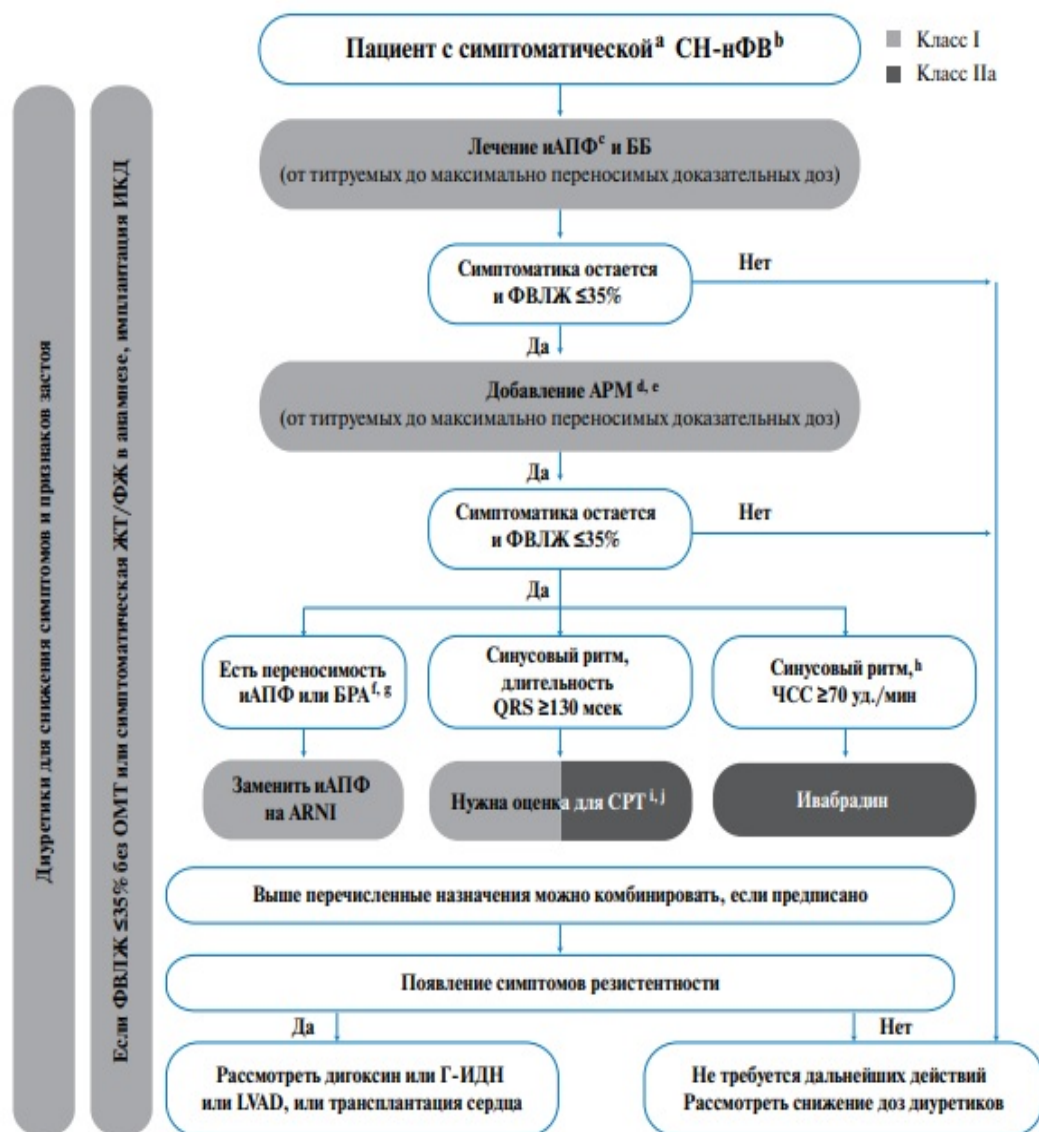 Пациент с симптоматической^a СН-нФВ^b
Класс I
Класс IIa
Диуретики для снижения симптомов и признаков застоя
Если ФВЛЖ ≤35% без ОМТ или симптоматическая ЖТ/ФЖ в анамнезе, имплантация ИКД
Лечение иАПФ^c и ББ
(от титруемых до максимально переносимых доказательных доз)
Симптоматика остается
и ФВЛЖ ≤35%
Нет
Да
Добавление АРМ^d, e
(от титруемых до максимально переносимых доказательных доз)
Да
Симптоматика остается
и ФВЛЖ ≤35%
Нет
Да
Есть переносимость
иАПФ или БРА^f, g
Синусовый ритм,
длительность
QRS ≥130 мсек
Синусовый ритм,^h
ЧСС ≥70 уд./мин
Заменить иАПФ
на ARNI
Нужна оценка для СРТ^i, j
Ивабрадин
Выше перечисленные назначения можно комбинировать, если предписано
Появление симптомов резистентности
Да
Нет
Рассмотреть дигоксин или Г-ИДН
или LVAD, или трансплантация сердца
Не требуется дальнейших действий
Рассмотреть снижение доз диуретиков